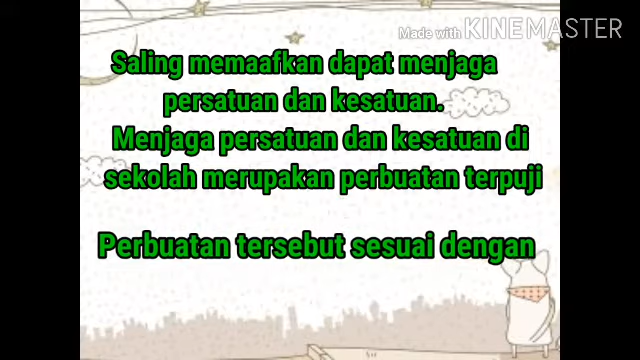 Made with KINEMASTER
Saling memaafkan dapat menjaga
persatuan dan kesatuan.
Menjaga persatuan dan kesatuan di
sekolah merupakan perbuatan terpuji
Perbuatan tersebut sesuai dengan